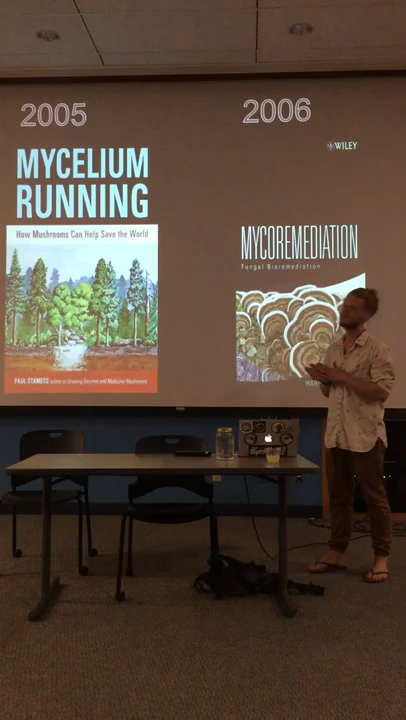 2005
MYCELIUM
RUNNING
How Mushrooms Can Help Save the World
PAUL STAMETS author of Growing Gourmet and Medicinal Mushrooms
2006
WILEY
MYCOREMEDIATION
Fungal Bioremediation